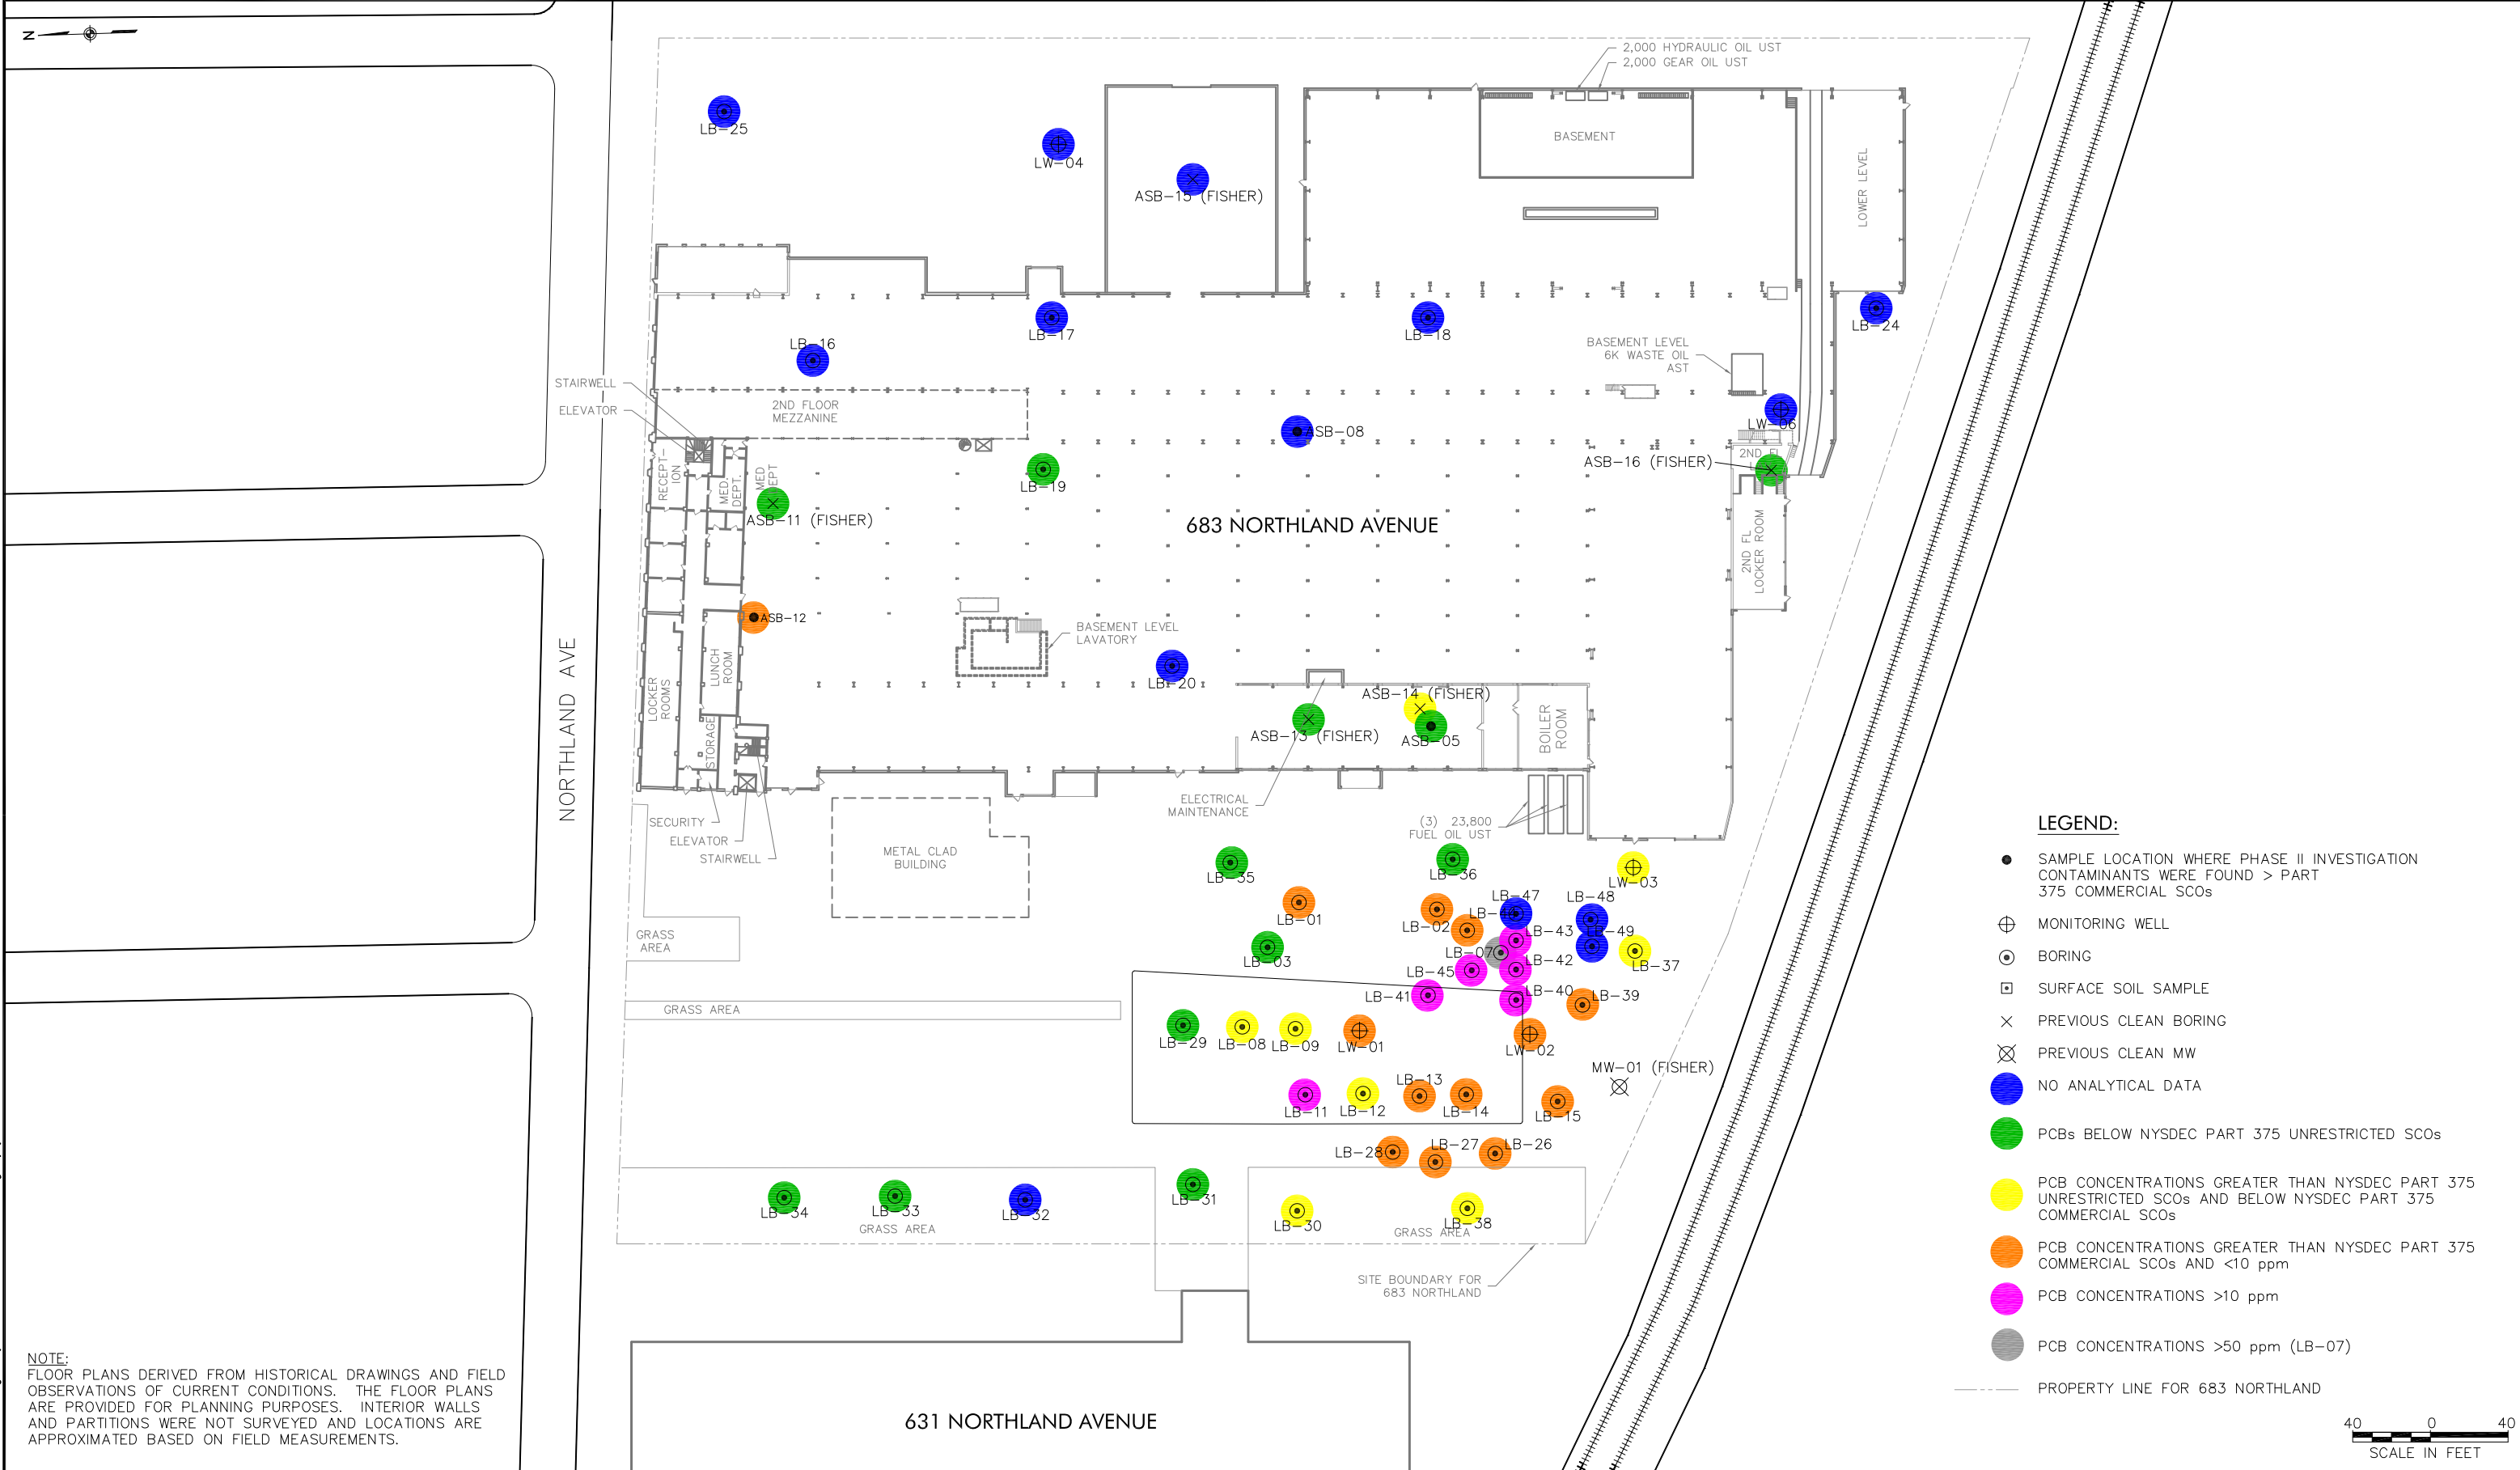 N
2,000 HYDRAULIC OIL UST
2,000 GEAR OIL UST
LB-25
LW-04
ASB-15 (FISHER)
BASEMENT
LOWER LEVEL
LB-16
LB-17
LB-18
LB-24
BASEMENT LEVEL
6K WASTE OIL
AST
STAIRWELL
ELEVATOR
2ND FLOOR
MEZZANINE
LW-06
ASB-08
RECEPT-
ION
MED.
DEPT.
MED
DEPT
LB-19
ASB-16 (FISHER)
2ND FL
ASB-11 (FISHER)
683 NORTHLAND AVENUE
2ND FL
LOCKER ROOM
ASB-12
BASEMENT LEVEL
LAVATORY
NORTHLAND AVE
LOCKER
ROOMS
LUNCH
ROOM
STORAGE
LB-20
ASB-14 (FISHER)
ASB-13 (FISHER)
ASB-05
BOILER
ROOM
ELECTRICAL
MAINTENANCE
SECURITY
ELEVATOR
STAIRWELL
(3) 23,800
FUEL OIL UST
METAL CLAD
BUILDING
LB-35
LB-36
LW-03
LB-01
LB-02
LB-47
LB-48
LB-43
LB-49
GRASS
AREA
LB-03
LB-07
LB-42
LB-37
LB-45
LB-41
LB-40
LB-39
GRASS AREA
LB-29
LB-08
LB-09
LW-01
LW-02
MW-01 (FISHER)
LB-11
LB-12
LB-13
LB-14
LB-15
LB-28
LB-27
LB-26
LB-34
LB-33
LB-32
LB-31
LB-30
LB-38
GRASS AREA
GRASS AREA
SITE BOUNDARY FOR
683 NORTHLAND
631 NORTHLAND AVENUE
NOTE:
FLOOR PLANS DERIVED FROM HISTORICAL DRAWINGS AND FIELD
OBSERVATIONS OF CURRENT CONDITIONS. THE FLOOR PLANS
ARE PROVIDED FOR PLANNING PURPOSES. INTERIOR WALLS
AND PARTITIONS WERE NOT SURVEYED AND LOCATIONS ARE
APPROXIMATED BASED ON FIELD MEASUREMENTS.
LEGEND:
SAMPLE LOCATION WHERE PHASE II INVESTIGATION
CONTAMINANTS WERE FOUND > PART
375 COMMERCIAL SCOs
MONITORING WELL
BORING
SURFACE SOIL SAMPLE
PREVIOUS CLEAN BORING
PREVIOUS CLEAN MW
NO ANALYTICAL DATA
PCBs BELOW NYSDEC PART 375 UNRESTRICTED SCOs
PCB CONCENTRATIONS GREATER THAN NYSDEC PART 375
UNRESTRICTED SCOs AND BELOW NYSDEC PART 375
COMMERCIAL SCOs
PCB CONCENTRATIONS GREATER THAN NYSDEC PART 375
COMMERCIAL SCOs AND <10 ppm
PCB CONCENTRATIONS >10 ppm
PCB CONCENTRATIONS >50 ppm (LB-07)
PROPERTY LINE FOR 683 NORTHLAND
40 0 40
SCALE IN FEET